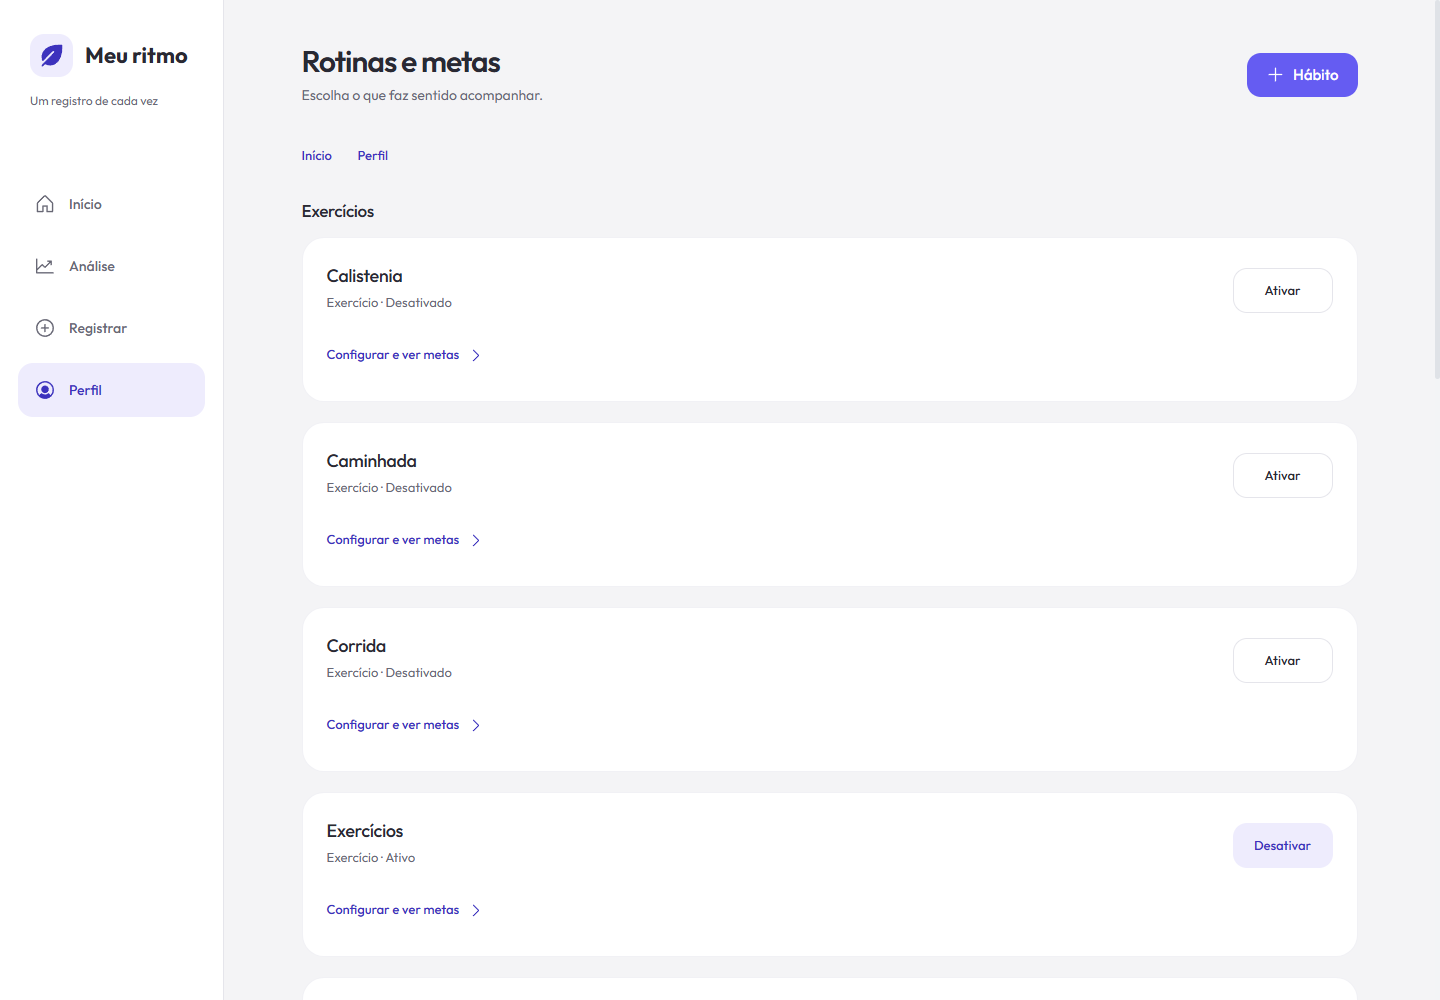 Meu ritmo
Um registro de cada vez
Início
Análise
Registrar
Perfil
Rotinas e metas
Escolha o que faz sentido acompanhar.
Hábito
Início
Perfil
Exercícios
Calistenia
Exercício · Desativado
Ativar
Configurar e ver metas
Caminhada
Exercício · Desativado
Ativar
Configurar e ver metas
Corrida
Exercício · Desativado
Ativar
Configurar e ver metas
Exercícios
Exercício · Ativo
Desativar
Configurar e ver metas